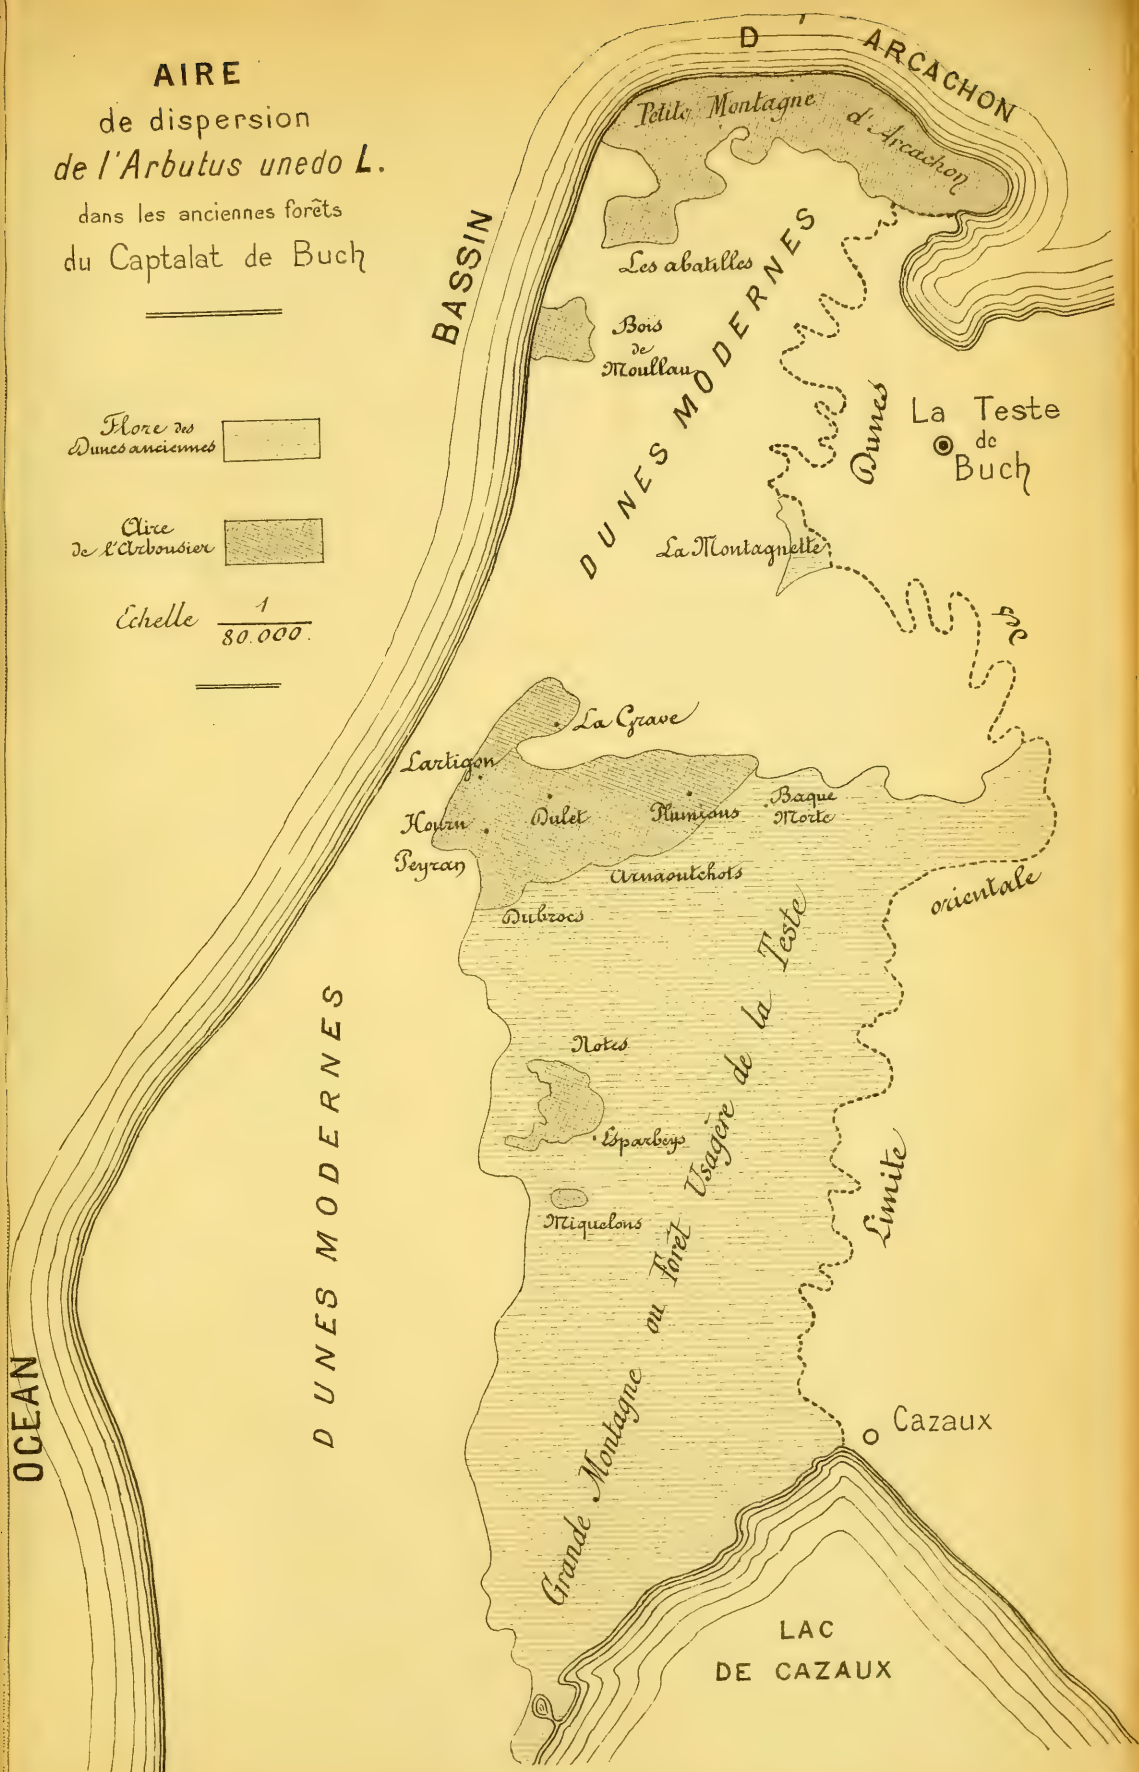 AIRE
de dispersion
de l'Arbutus unedo L.
dans les anciennes forêts
du Captalat de Buch
Flore des
Dunes anciennes
Aire
de l'Arbousier
Echelle 1
80.000.
BASSIN D'ARCACHON
Petite Montagne d'Arcachon
Les abatilles
Bois
de
Moullau
DUNES MODERNES
La Teste
de
Buch
La Montagnette
Limite orientale des Dunes
La Grave
Lartigon
Hourn
Peyran
Dulet
Plumions
Baque
Morte
Arnaoutchots
Dubrocs
Notes
Esparbeys
Miquelons
Grande Montagne ou Forêt Usagère de la Teste
DUNES MODERNES
OCEAN
Cazaux
LAC
DE CAZAUX